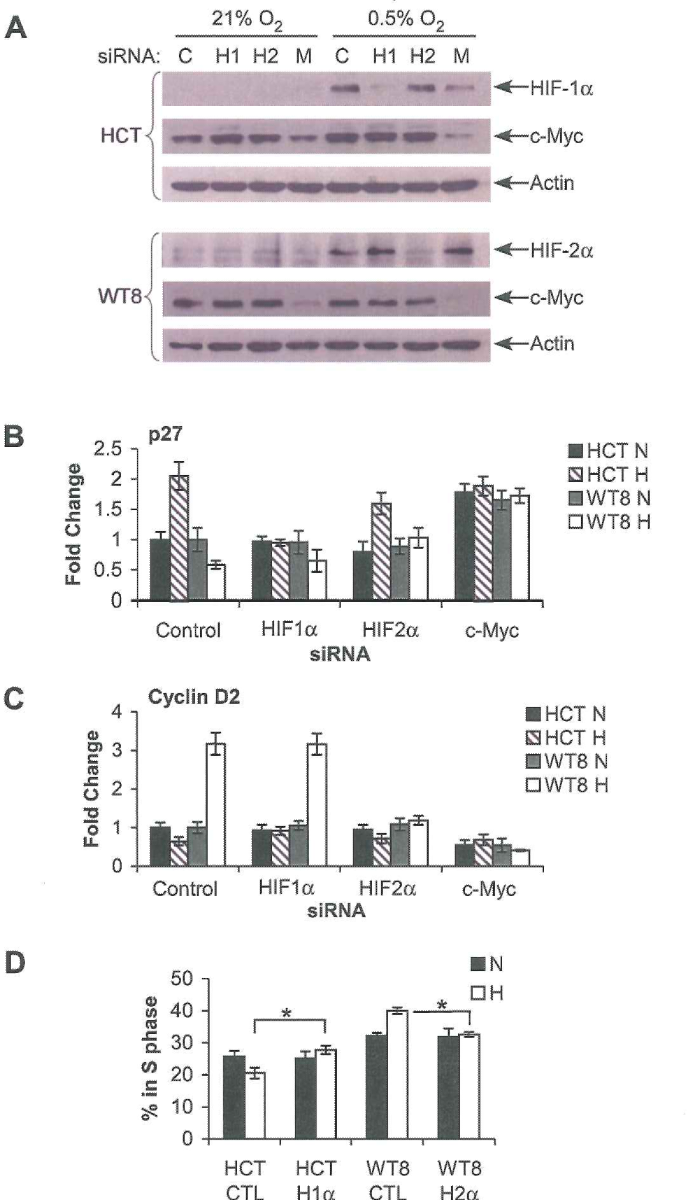 A
21% O2 0.5% O2
siRNA: C H1 H2 M C H1 H2 M
HIF-1α
HCT c-Myc
Actin
HIF-2α
WT8 c-Myc
Actin
B
p27
Fold Change
2.5
2
1.5
1
0.5
0
HCT N
HCT H
WT8 N
WT8 H
Control HIF1α HIF2α c-Myc
siRNA
C
Cyclin D2
Fold Change
4
3
2
1
0
HCT N
HCT H
WT8 N
WT8 H
Control HIF1α HIF2α c-Myc
siRNA
D
% in S phase
50
40
30
20
10
0
N
H
* *
HCT HCT WT8 WT8
CTL H1α CTL H2α